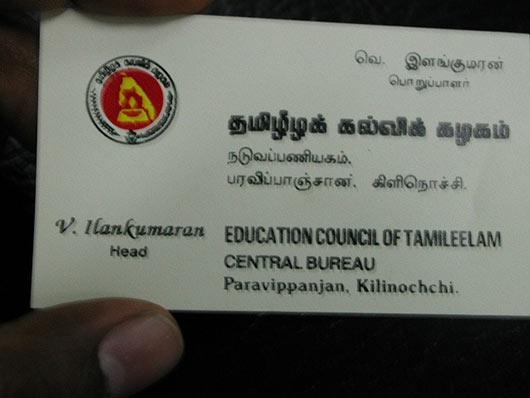 வெ. இளங்குமரன்
பொறுப்பாளர்
தமிழீழக் கல்விக் கழகம்
நடுவப்பணியகம்.
பரவிப்பாஞ்சான். கிளிநொச்சி.
V. Ilankumaran
Head
EDUCATION COUNCIL OF TAMILEELAM
CENTRAL BUREAU
Paravippanjan, Kilinochchi.